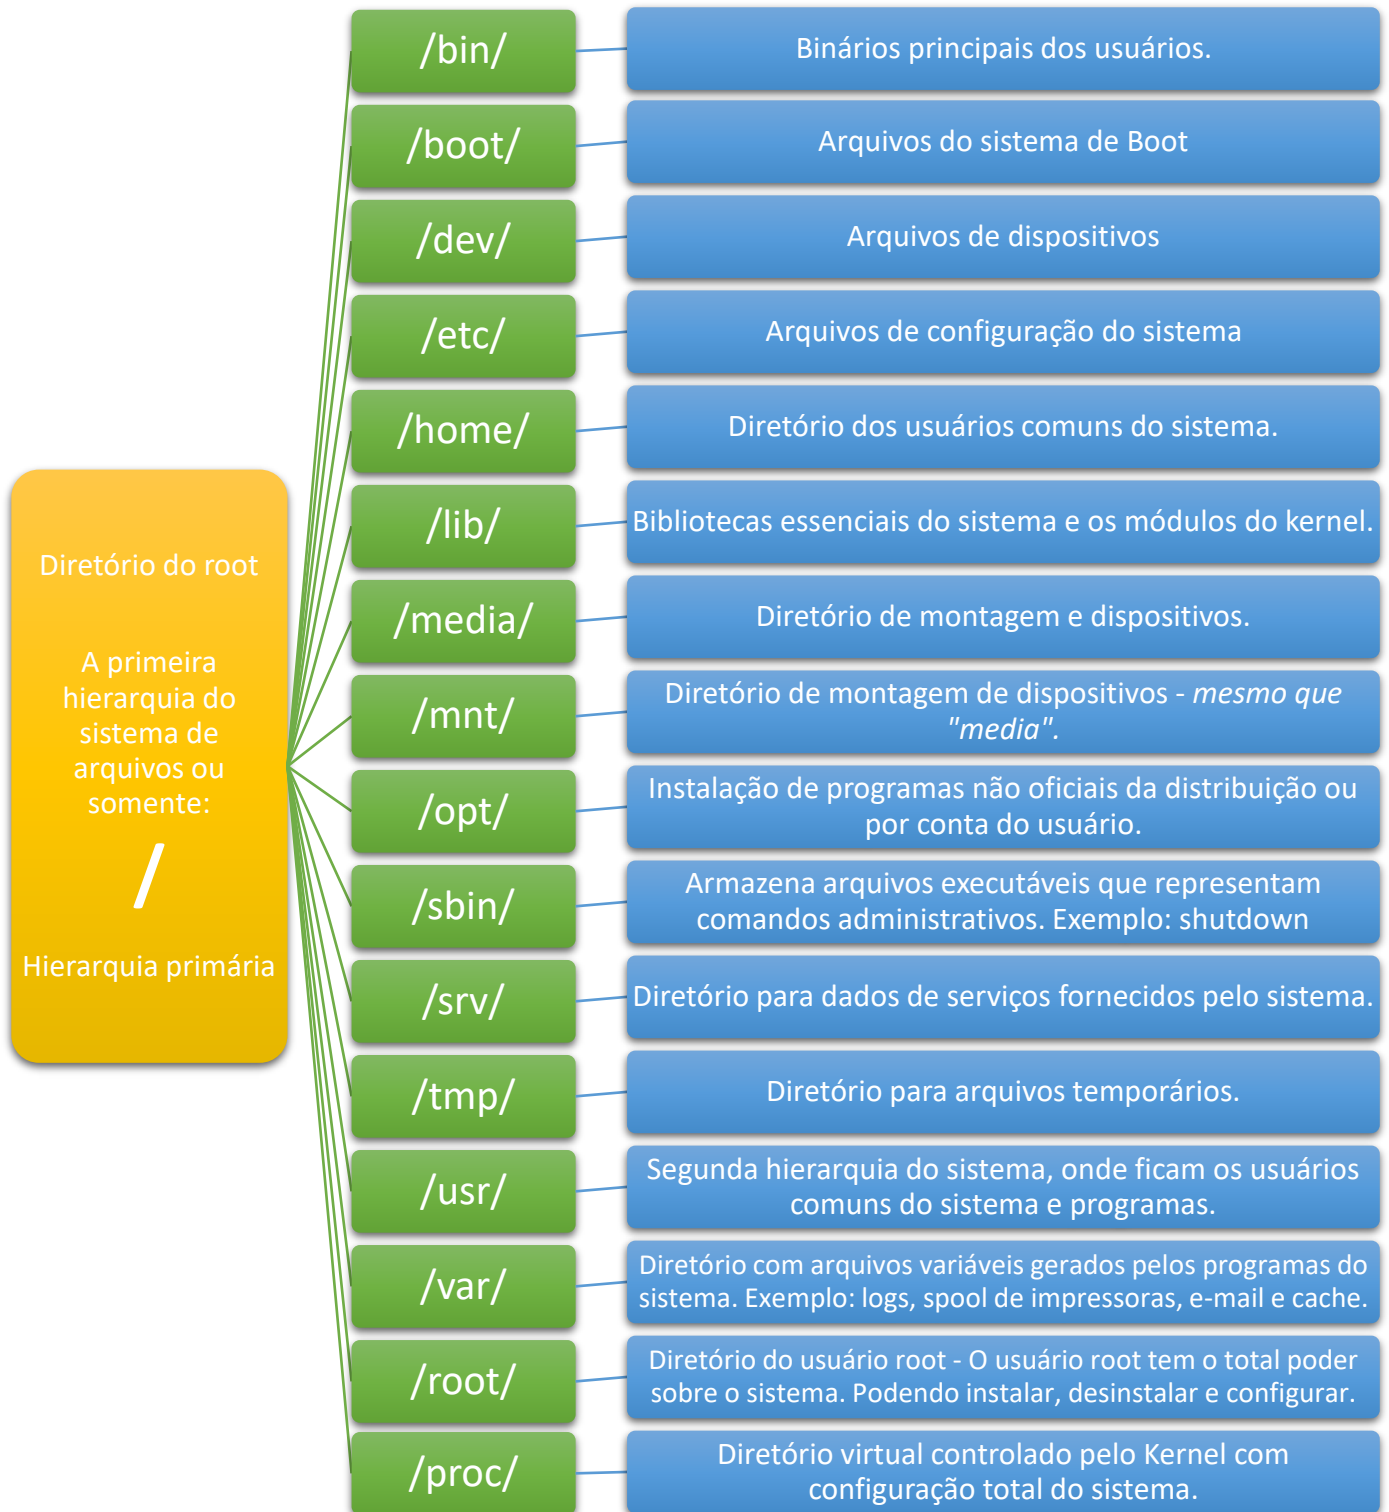 Diretório do root
A primeira
hierarquia do
sistema de
arquivos ou
somente:
/
Hierarquia primária
/bin/
Binários principais dos usuários.
/boot/
Arquivos do sistema de Boot
/dev/
Arquivos de dispositivos
/etc/
Arquivos de configuração do sistema
/home/
Diretório dos usuários comuns do sistema.
/lib/
Bibliotecas essenciais do sistema e os módulos do kernel.
/media/
Diretório de montagem e dispositivos.
/mnt/
Diretório de montagem de dispositivos - mesmo que
"media".
/opt/
Instalação de programas não oficiais da distribuição ou
por conta do usuário.
/sbin/
Armazena arquivos executáveis que representam
comandos administrativos. Exemplo: shutdown
/srv/
Diretório para dados de serviços fornecidos pelo sistema.
/tmp/
Diretório para arquivos temporários.
/usr/
Segunda hierarquia do sistema, onde ficam os usuários
comuns do sistema e programas.
/var/
Diretório com arquivos variáveis gerados pelos programas do
sistema. Exemplo: logs, spool de impressoras, e-mail e cache.
/root/
Diretório do usuário root - O usuário root tem o total poder
sobre o sistema. Podendo instalar, desinstalar e configurar.
/proc/
Diretório virtual controlado pelo Kernel com
configuração total do sistema.